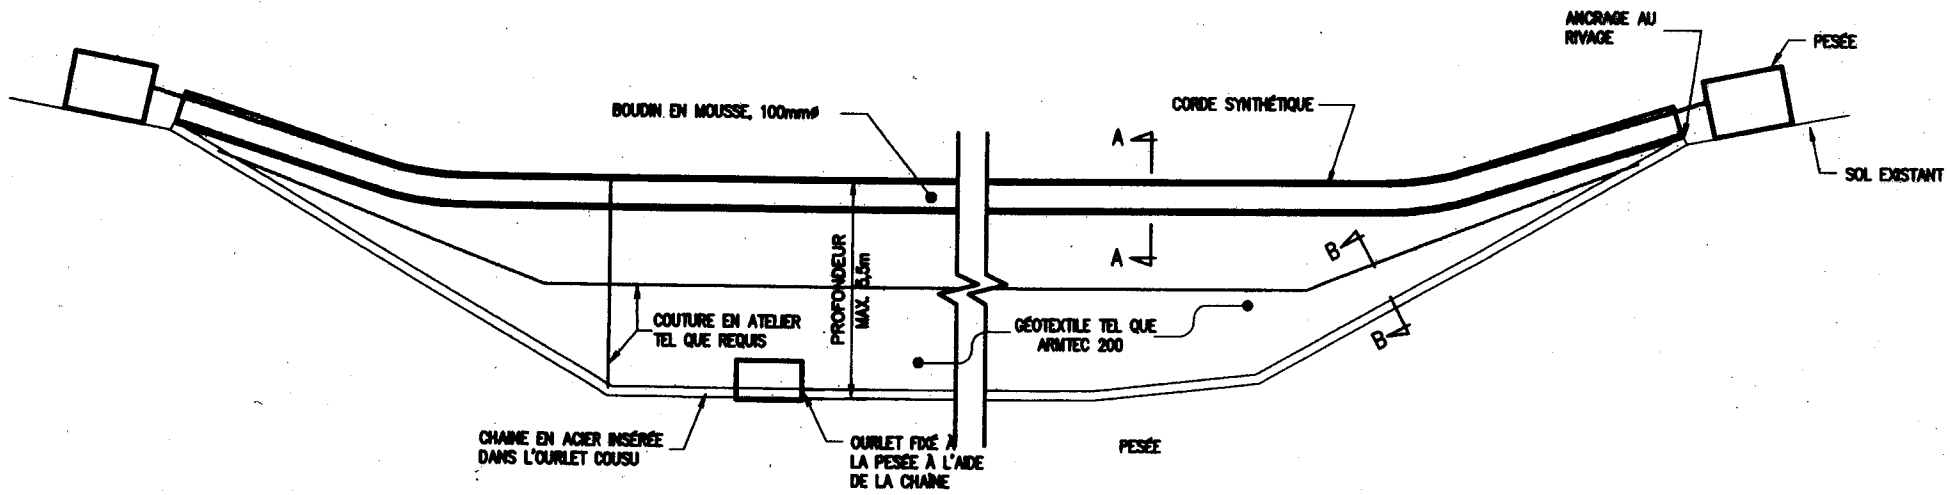 ANCRAGE AU
RIVAGE
PESÉE
BOUDIN EN MOUSSE, 100mmø
CORDE SYNTHÉTIQUE
A
SOL EXISTANT
A
B
PROFONDEUR
MAX. 5,5m
COUTURE EN ATELIER
TEL QUE REQUIS
GÉOTEXTILE TEL QUE
ARMTEC 200
B
CHAINE EN ACIER INSÉRÉE
DANS L'OURLET COUSU
OURLET FIXÉ À
LA PESÉE À L'AIDE
DE LA CHAÎNE
PESÉE